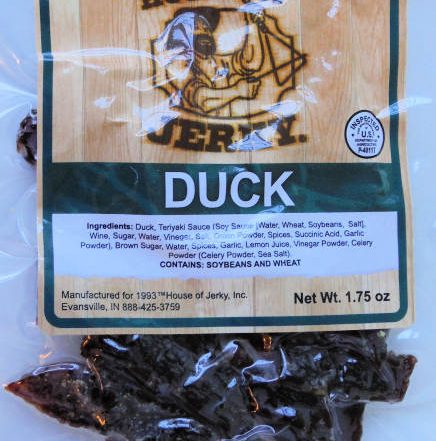 JERKY.
INSPECTED
U.S.
DEPARTMENT OF
AGRICULTURE
DUCK
Ingredients: Duck, Teriyaki Sauce (Soy Sauce [Water, Wheat, Soybeans, Salt],
Wine, Sugar, Water, Vinegar, Salt, Onion Powder, Spices, Succinic Acid, Garlic
Powder), Brown Sugar, Water, Spices, Garlic, Lemon Juice, Vinegar Powder, Celery
Powder (Celery Powder, Sea Salt).
CONTAINS: SOYBEANS AND WHEAT
Manufactured for 1993™House of Jerky, Inc.
Evansville, IN 888-425-3759
Net Wt. 1.75 oz